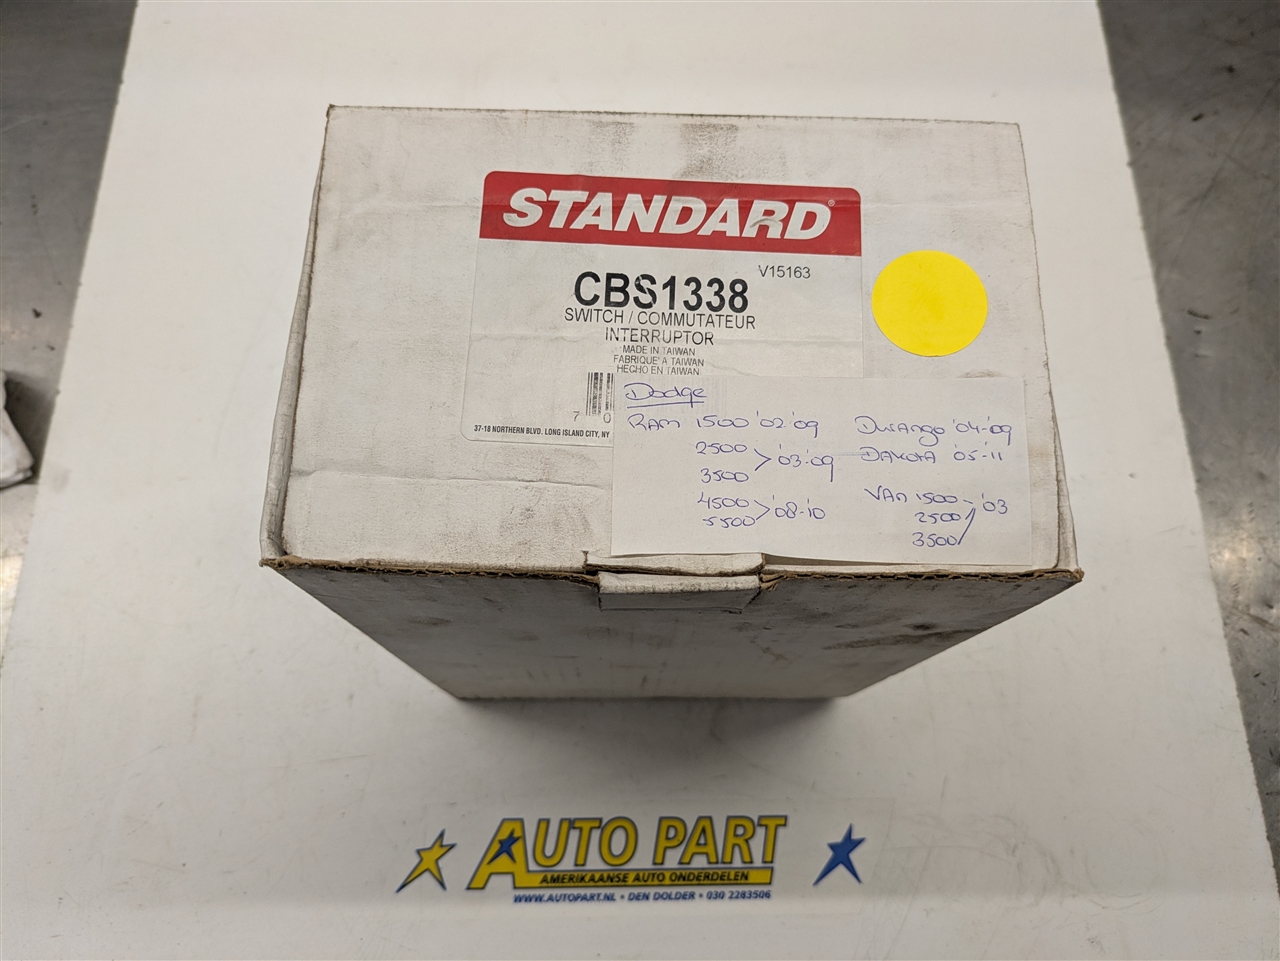 STANDARD®
V15163
CBS1338
SWITCH / COMMUTATEUR
INTERRUPTOR
MADE IN TAIWAN
FABRIQUE' A TAIWAN
HECHO EN TAIWAN
7 0
37-18 NORTHERN BLVD. LONG ISLAND CITY, NY
Dodge
RAM 1500 '02 '09
2500
3500 > '03-'09
4500
5500 > '08-'10
Durango '04-'09
DAKOTA '05-'11
VAN 1500 - '03
2500
3500
AUTO PART
AMERIKAANSE AUTO ONDERDELEN
WWW.AUTOPART.NL • DEN DOLDER • 030 2283506